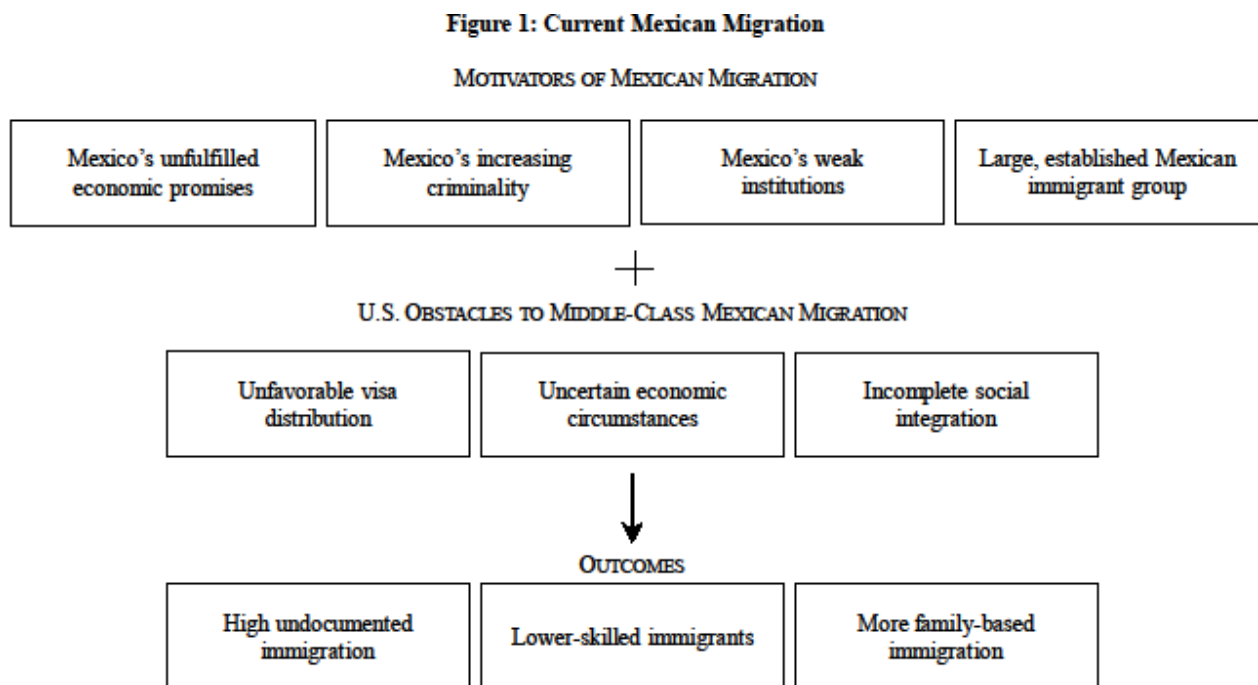 Figure 1: Current Mexican Migration
MOTIVATORS OF MEXICAN MIGRATION
Mexico’s unfulfilled
economic promises
Mexico’s increasing
criminality
Mexico’s weak
institutions
Large, established Mexican
immigrant group
+
U.S. OBSTACLES TO MIDDLE-CLASS MEXICAN MIGRATION
Unfavorable visa
distribution
Uncertain economic
circumstances
Incomplete social
integration
OUTCOMES
High undocumented
immigration
Lower-skilled immigrants
More family-based
immigration